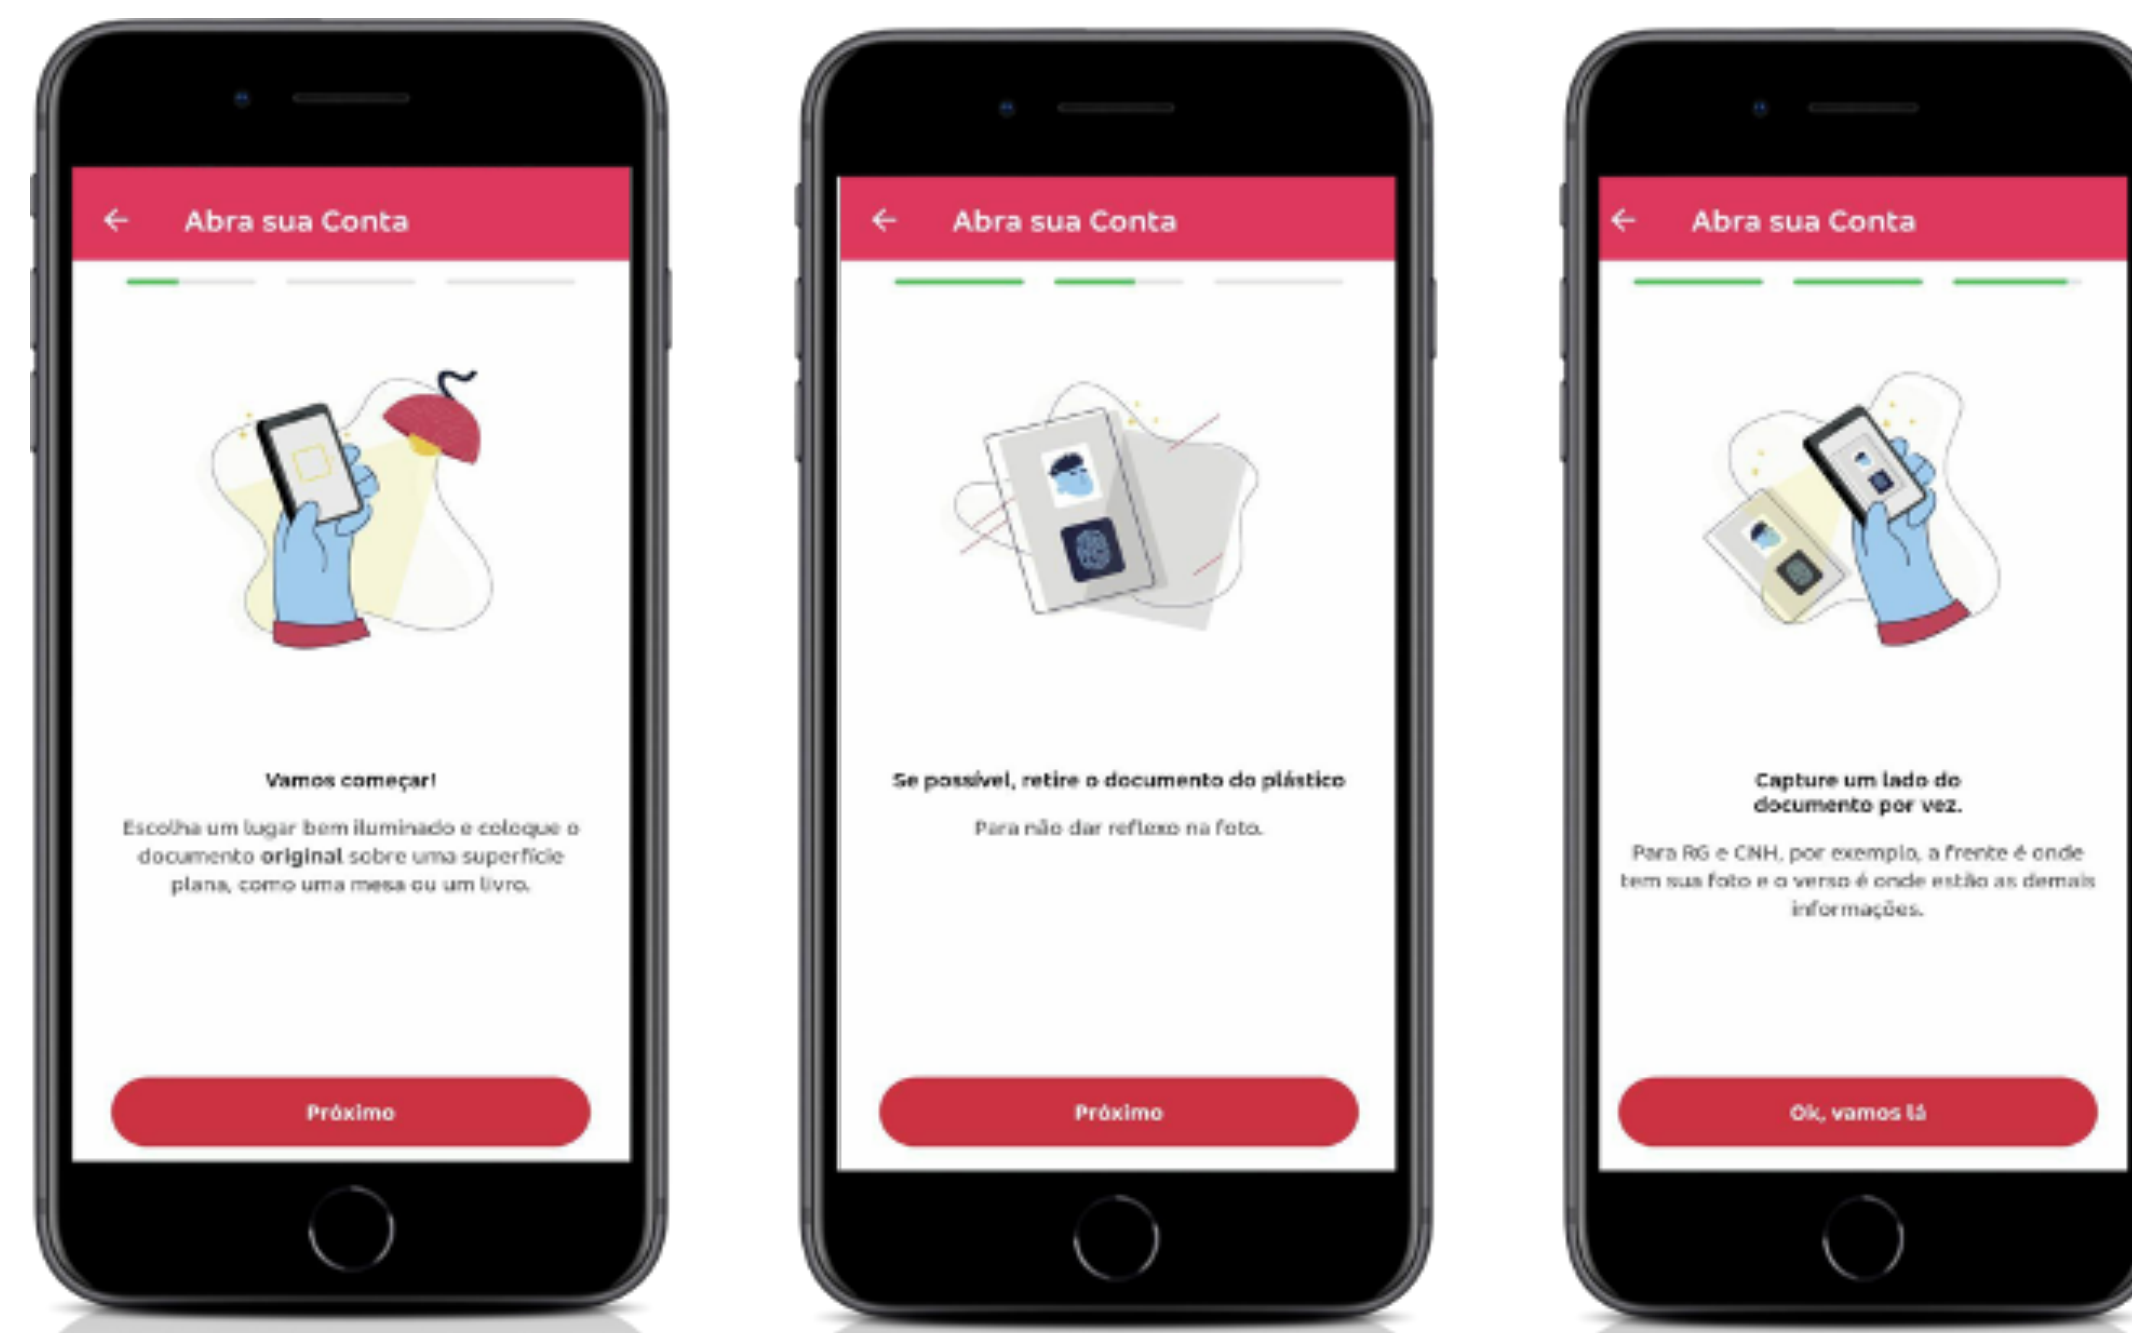 Abra sua Conta
Vamos começar!
Escolha um lugar bem iluminado e coloque o
documento original sobre uma superfície
plana, como uma mesa ou um livro.
Próximo
Abra sua Conta
Se possível, retire o documento do plástico
Para não dar reflexo na foto.
Próximo
Abra sua Conta
Capture um lado do
documento por vez.
Para RG e CNH, por exemplo, a frente é onde
tem sua foto e o verso é onde estão as demais
informações.
Ok, vamos lá